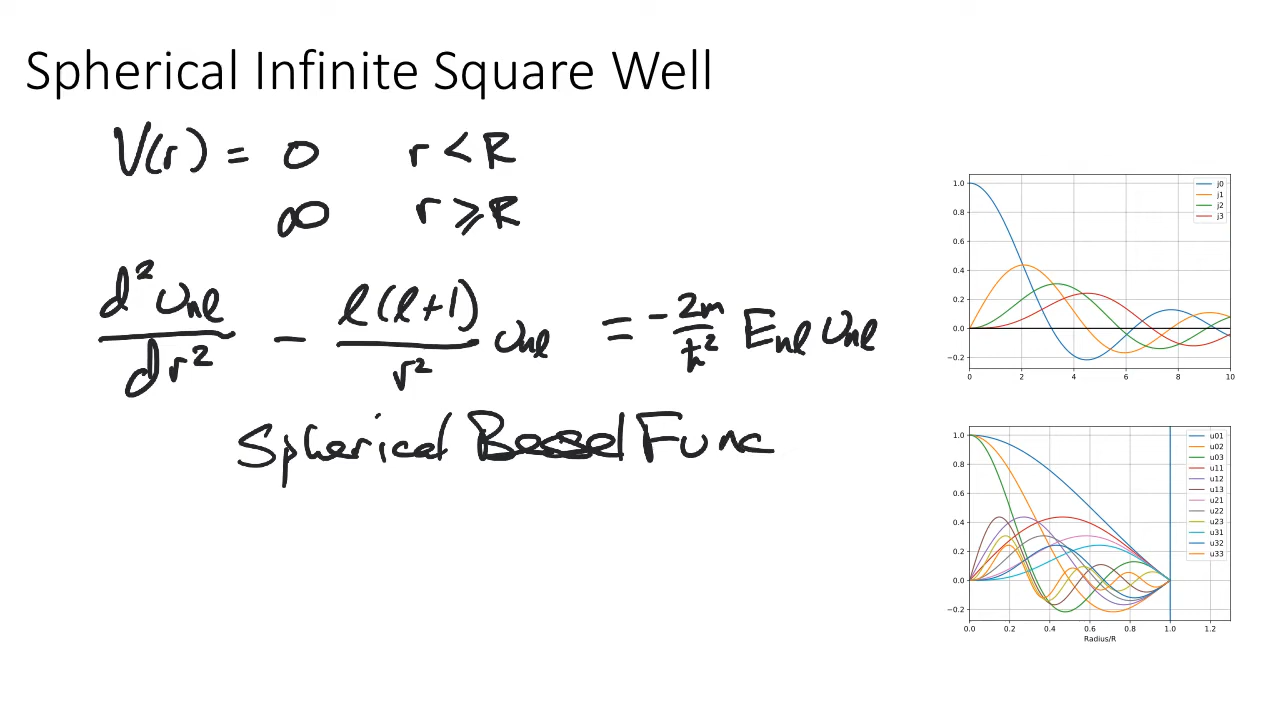 Spherical Infinite Square Well
V(r) = 0 r < R
∞ r ⩾ R
d²u_nl/dr² − l(l+1)/r² u_nl = −2m/ħ² E_nl u_nl
Spherical Bessel Func
1.0
0.8
0.6
0.4
0.2
0.0
−0.2
0 2 4 6 8 10
j0
j1
j2
j3
1.0
0.8
0.6
0.4
0.2
0.0
−0.2
0.0 0.2 0.4 0.6 0.8 1.0 1.2
Radius/R
u01
u02
u03
u11
u12
u13
u21
u22
u23
u31
u32
u33